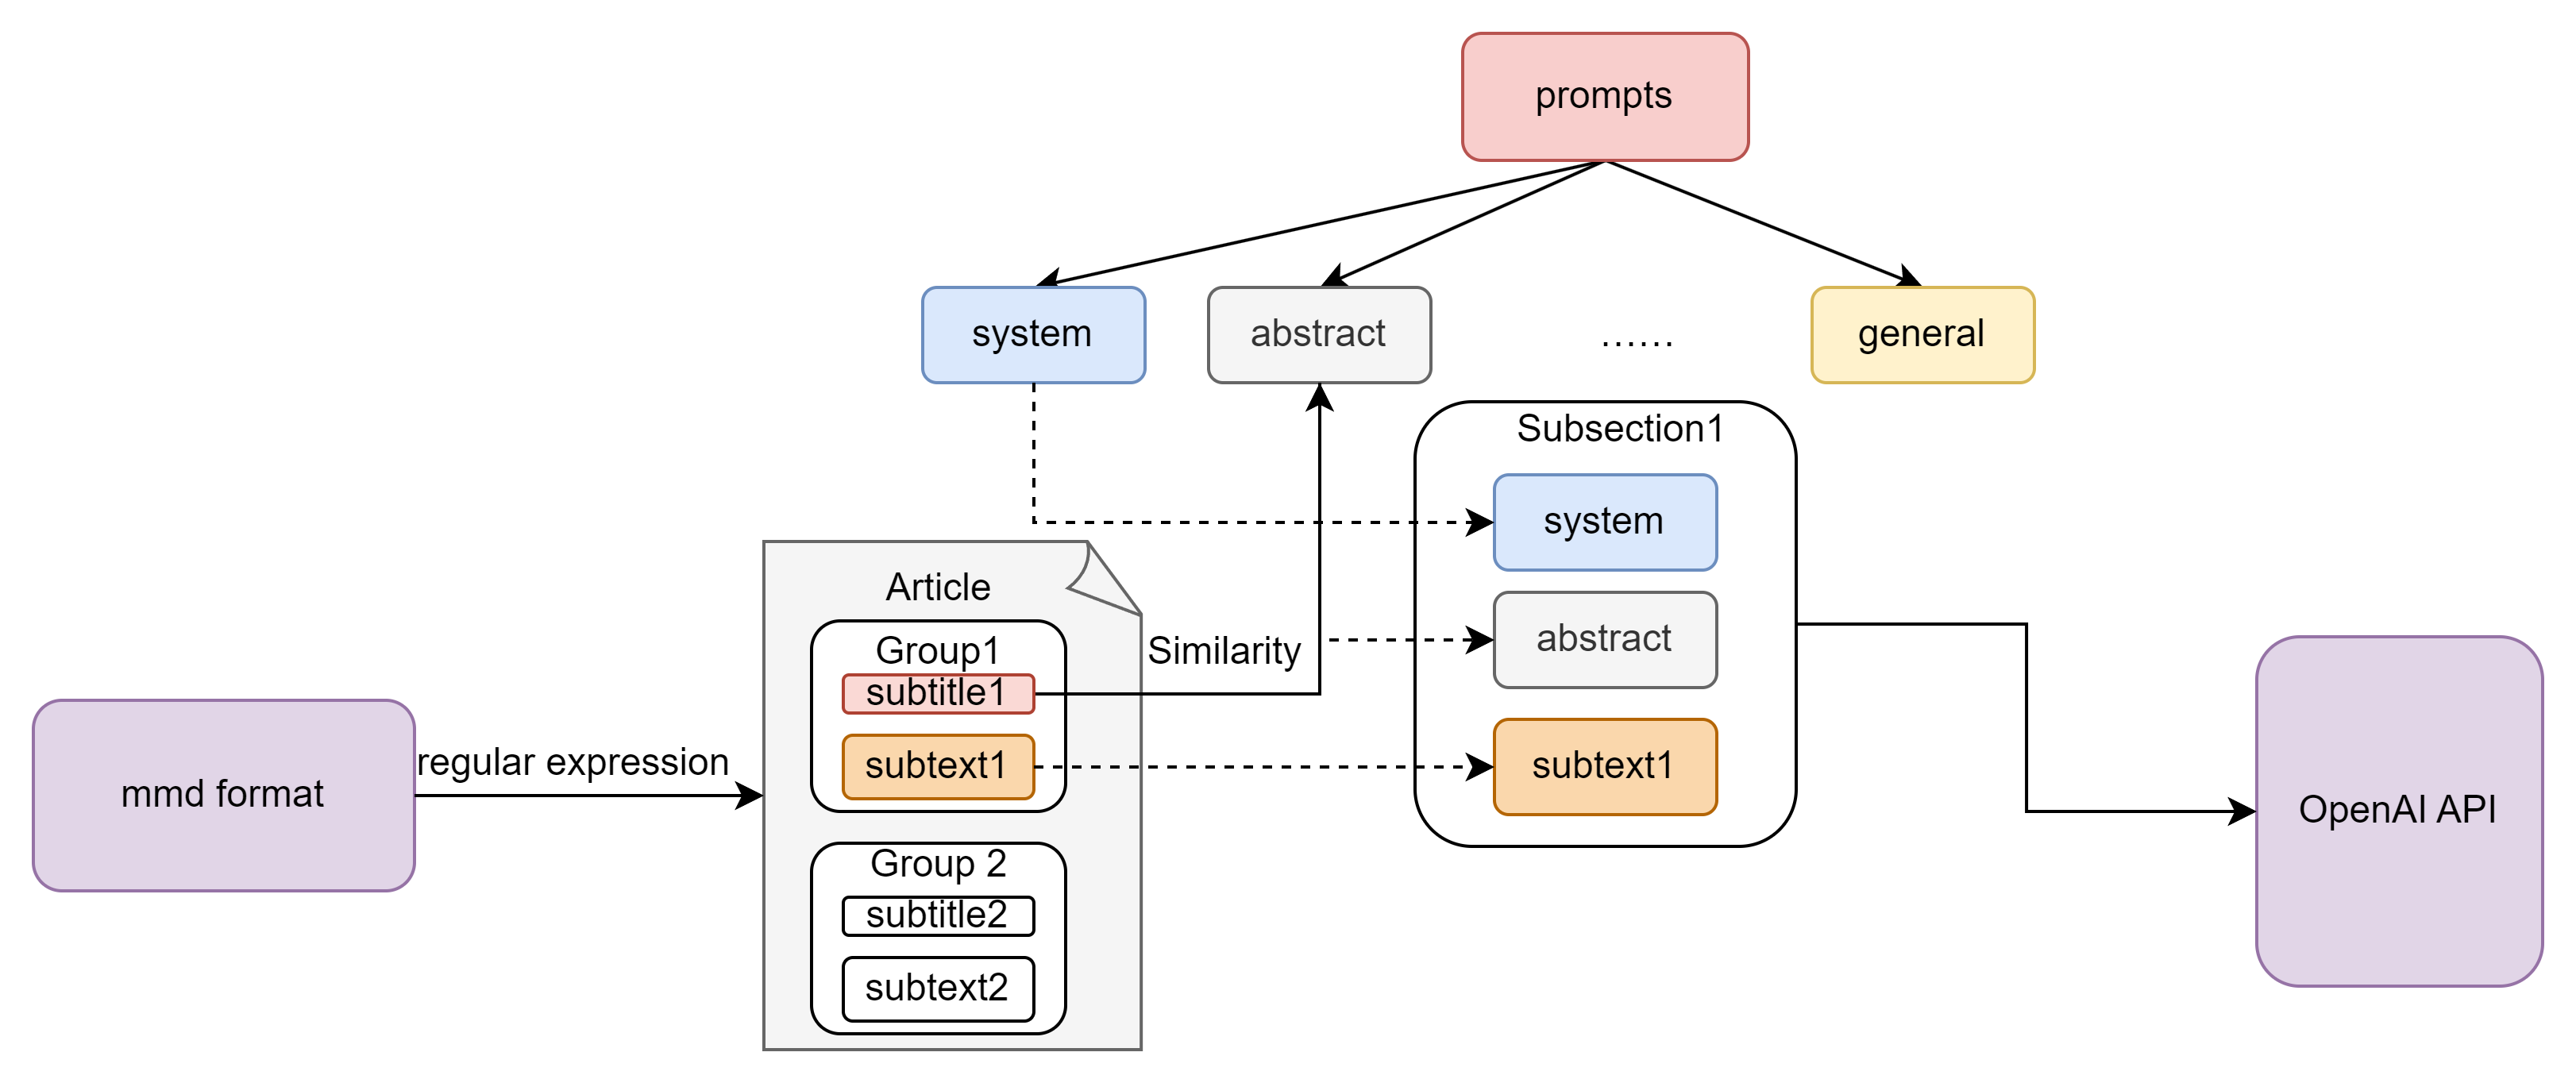 prompts
system
abstract
......
general
Subsection1
system
abstract
subtext1
Article
Group1
subtitle1
subtext1
Group 2
subtitle2
subtext2
Similarity
mmd format
regular expression
OpenAI API